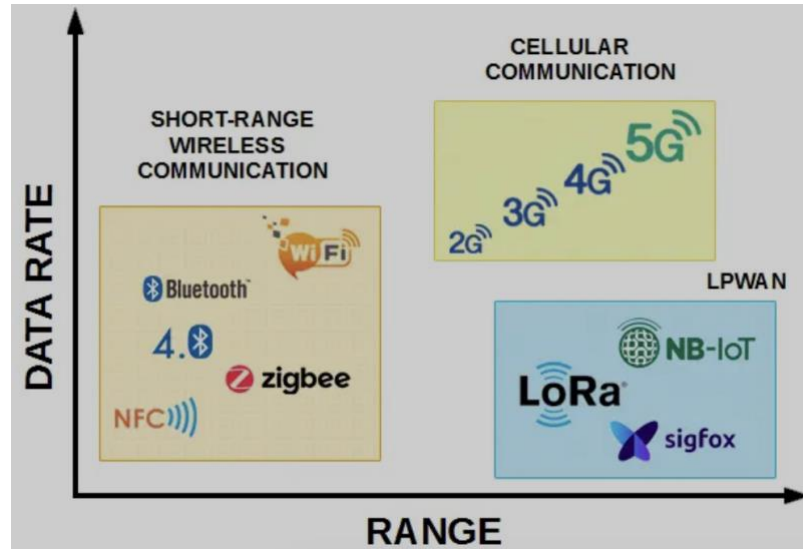 DATA RATE
SHORT-RANGE
WIRELESS
COMMUNICATION
WiFi
Bluetooth™
4.0
zigbee
NFC
CELLULAR
COMMUNICATION
5G
4G
3G
2G
LPWAN
NB-IoT
LoRa®
sigfox
RANGE